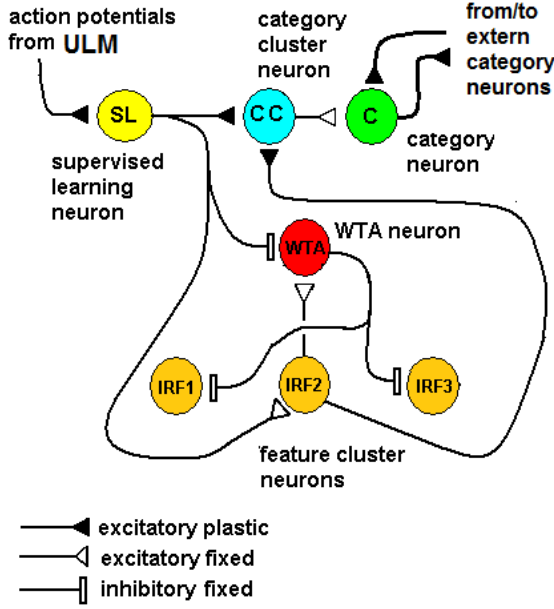 action potentials
from ULM
category
cluster
neuron
from/to
extern
category
neurons
SL
C C
C
supervised
learning
neuron
category
neuron
WTA neuron
WTA
IRF1
IRF2
IRF3
feature cluster
neurons
excitatory plastic
excitatory fixed
inhibitory fixed